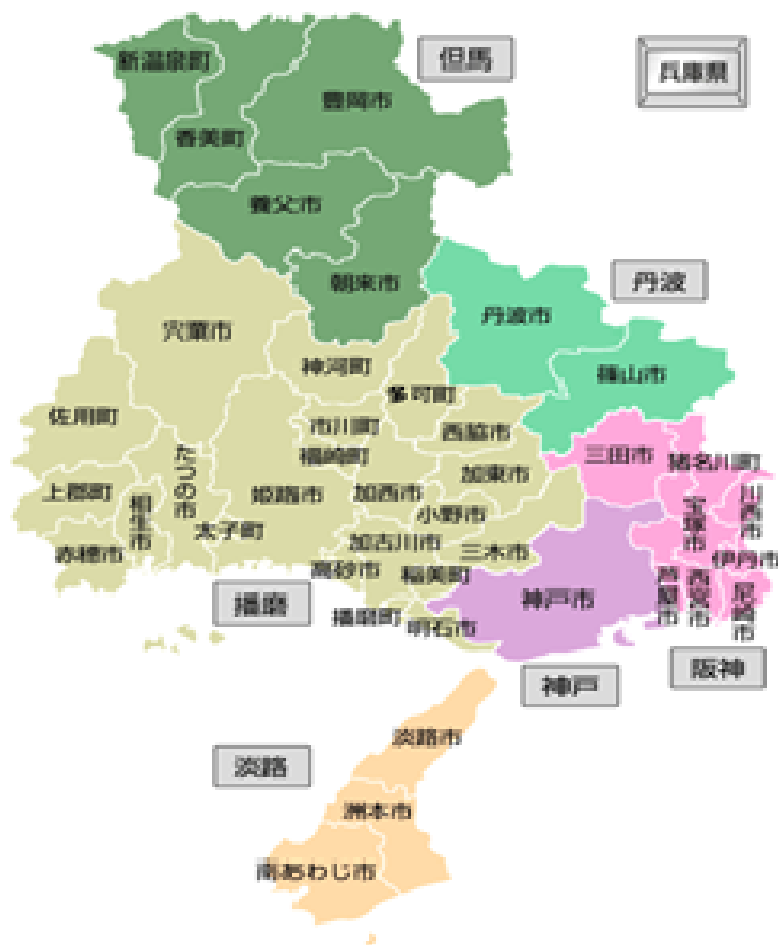 兵庫県
但馬
新温泉町
豊岡市
香美町
養父市
朝来市
丹波
丹波市
篠山市
宍粟市
神河町
多可町
佐用町
市川町
西脇市
福崎町
三田市
猪名川町
たつの市
加東市
上郡町
相生市
姫路市
加西市
小野市
宝塚市
川西市
太子町
加古川市
三木市
赤穂市
高砂市
稲美町
伊丹市
神戸市
芦屋市
西宮市
尼崎市
播磨
播磨町
明石市
阪神
神戸
淡路市
淡路
洲本市
南あわじ市